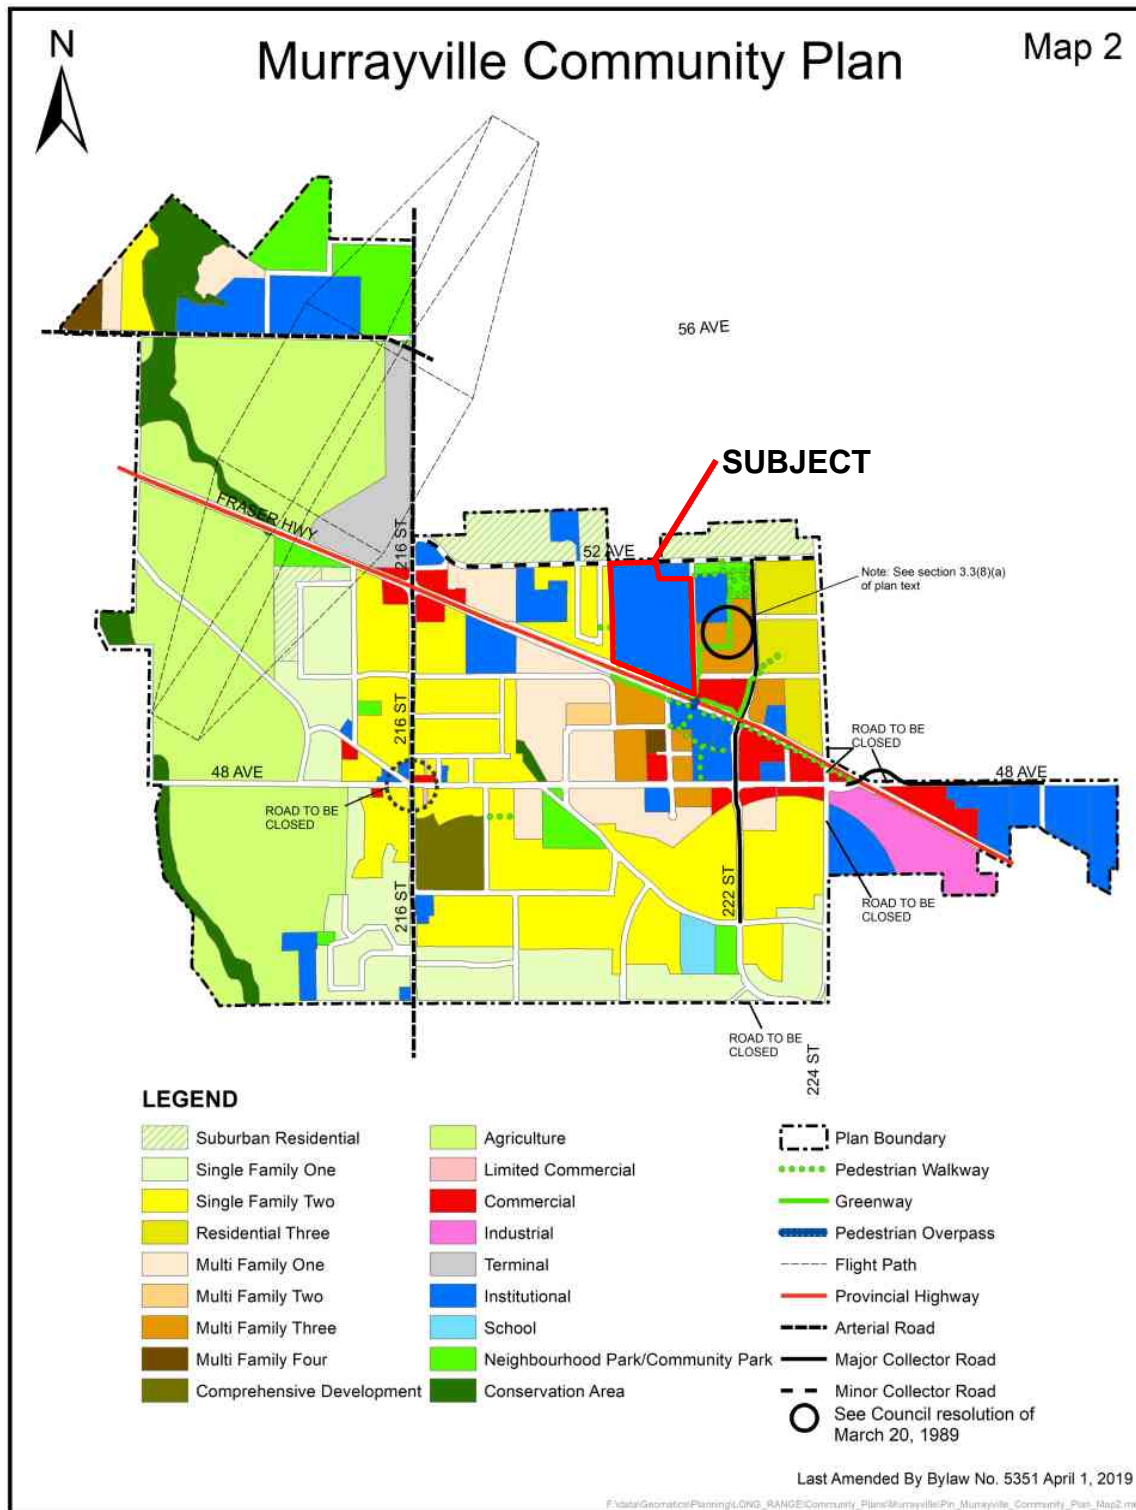 N
Murrayville Community Plan
Map 2
56 AVE
SUBJECT
FRASER HWY
216 ST
52 AVE
Note: See section 3.3(8)(a)
of plan text
216 ST
ROAD TO BE
CLOSED
48 AVE
48 AVE
ROAD TO BE
CLOSED
216 ST
222 ST
ROAD TO BE
CLOSED
ROAD TO BE
CLOSED
224 ST
LEGEND
Suburban Residential
Single Family One
Single Family Two
Residential Three
Multi Family One
Multi Family Two
Multi Family Three
Multi Family Four
Comprehensive Development
Agriculture
Limited Commercial
Commercial
Industrial
Terminal
Institutional
School
Neighbourhood Park/Community Park
Conservation Area
Plan Boundary
Pedestrian Walkway
Greenway
Pedestrian Overpass
Flight Path
Provincial Highway
Arterial Road
Major Collector Road
Minor Collector Road
See Council resolution of
March 20, 1989
Last Amended By Bylaw No. 5351 April 1, 2019